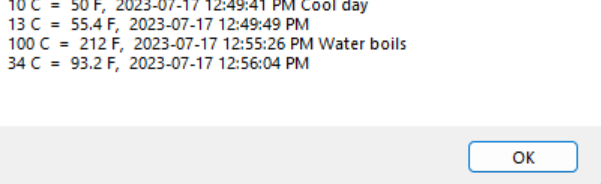 10 C  =  50 F,  2023-07-17 12:49:41 PM Cool day
13 C  =  55.4 F,  2023-07-17 12:49:49 PM
100 C  =  212 F,  2023-07-17 12:55:26 PM Water boils
34 C  =  93.2 F,  2023-07-17 12:56:04 PM
OK